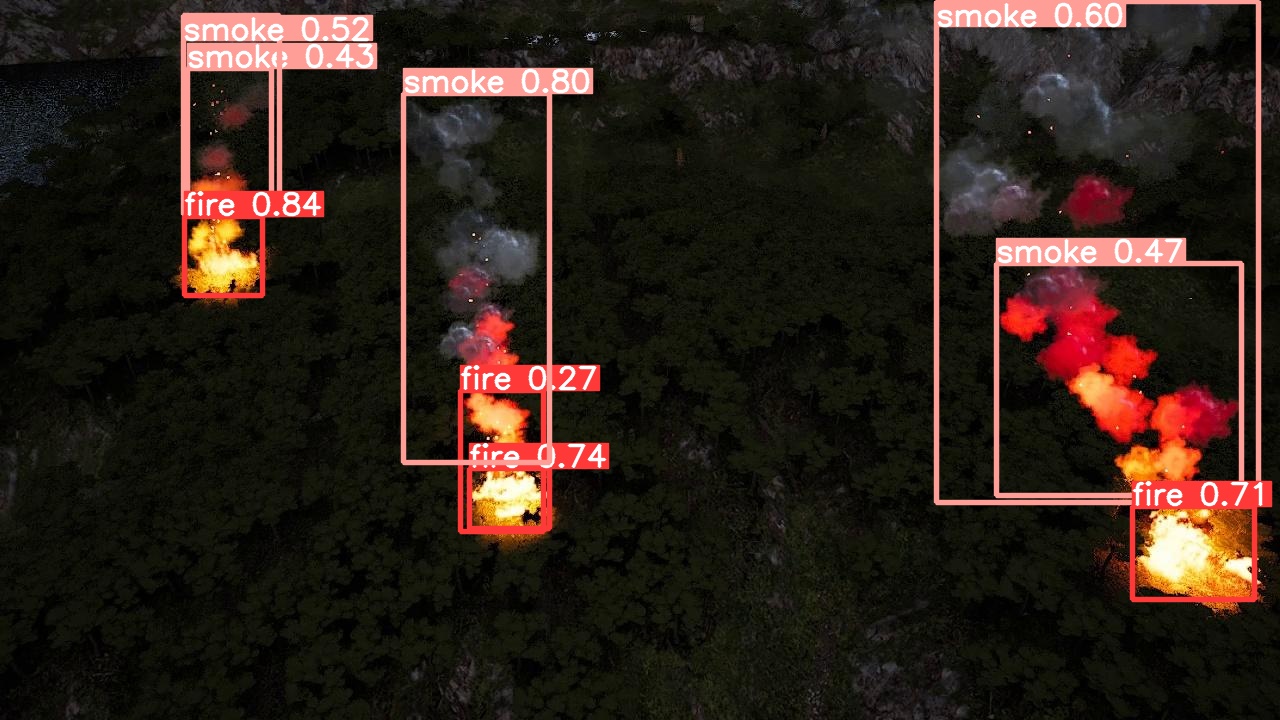 smoke 0.52
smoke 0.43
smoke 0.80
smoke 0.60
fire 0.84
smoke 0.47
fire 0.27
fire 0.74
fire 0.71